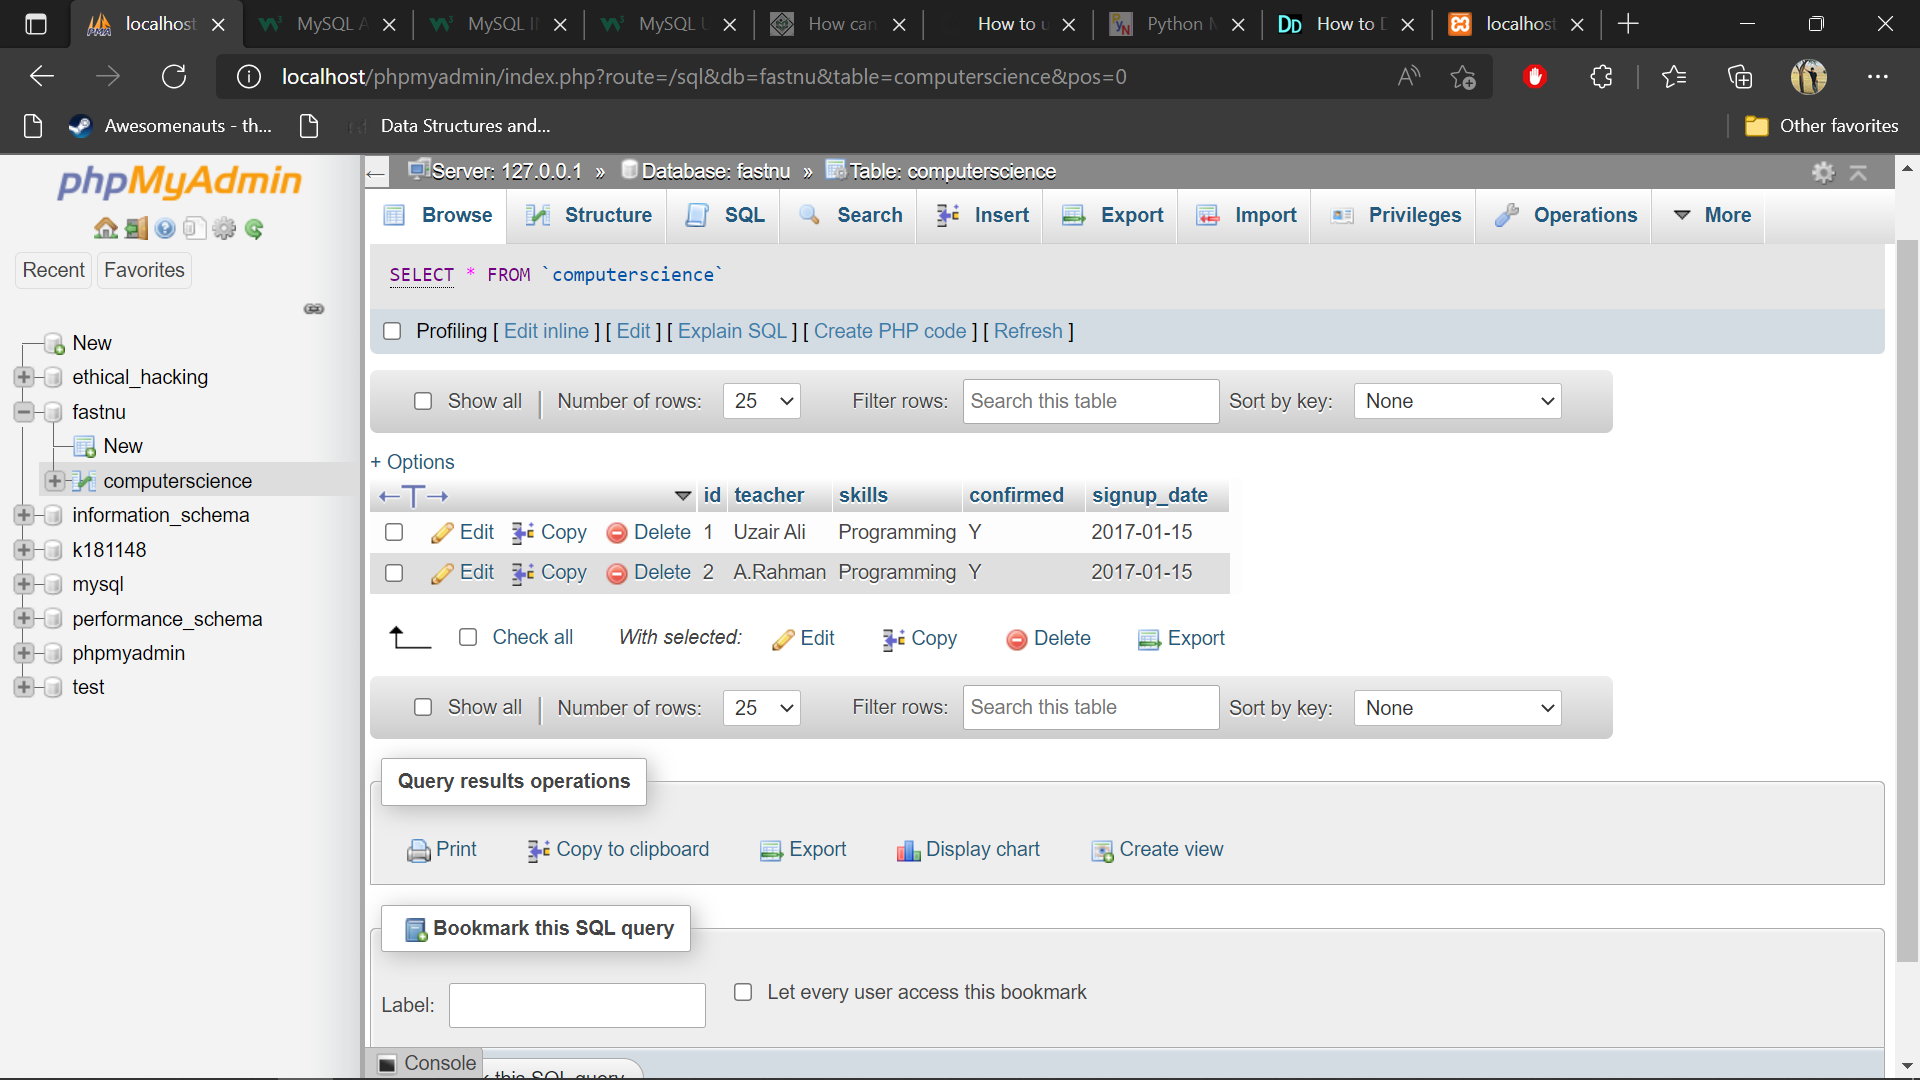 localhost
MySQL A
MySQL IN
MySQL U
How can
How to u
Python M
How to D
localhost
localhost/phpmyadmin/index.php?route=/sql&db=fastnu&table=computerscience&pos=0
Awesomenauts - th...
Data Structures and...
Other favorites
phpMyAdmin
Recent Favorites
New
ethical_hacking
fastnu
New
computerscience
information_schema
k181148
mysql
performance_schema
phpmyadmin
test
Server: 127.0.0.1 » Database: fastnu » Table: computerscience
Browse Structure SQL Search Insert Export Import Privileges Operations More
SELECT * FROM `computerscience`
Profiling [ Edit inline ] [ Edit ] [ Explain SQL ] [ Create PHP code ] [ Refresh ]
Show all Number of rows: 25 Filter rows: Search this table Sort by key: None
+ Options
←T→ id teacher skills confirmed signup_date
Edit Copy Delete 1 Uzair Ali Programming Y 2017-01-15
Edit Copy Delete 2 A.Rahman Programming Y 2017-01-15
Check all With selected: Edit Copy Delete Export
Show all Number of rows: 25 Filter rows: Search this table Sort by key: None
Query results operations
Print Copy to clipboard Export Display chart Create view
Bookmark this SQL query
Label: Let every user access this bookmark
Console
this SQL query